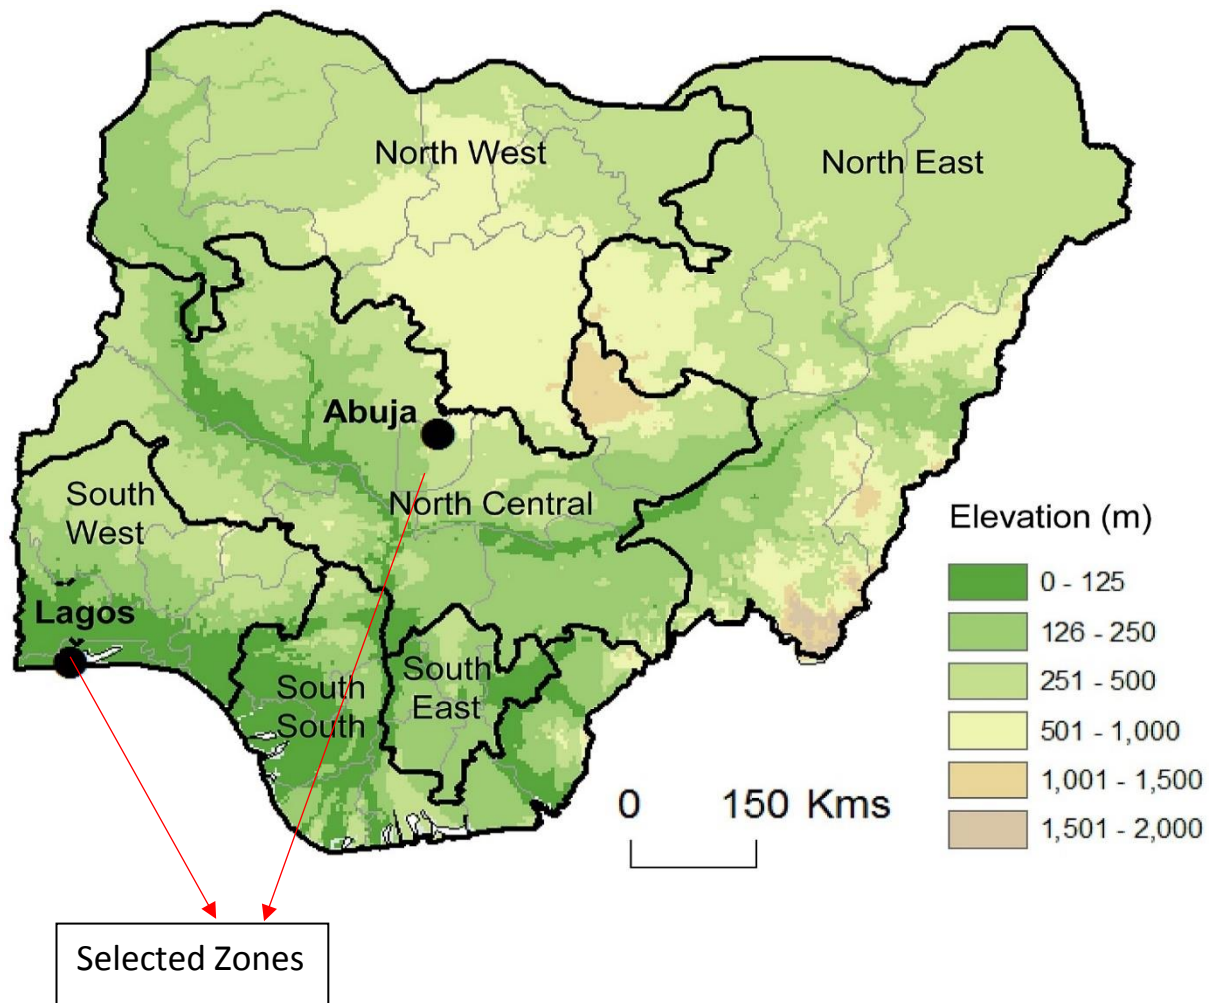 North West
North East
Abuja
North Central
South
West
Lagos
South
South
South
East
Elevation (m)
0 - 125
126 - 250
251 - 500
501 - 1,000
1,001 - 1,500
1,501 - 2,000
0 150 Kms
Selected Zones